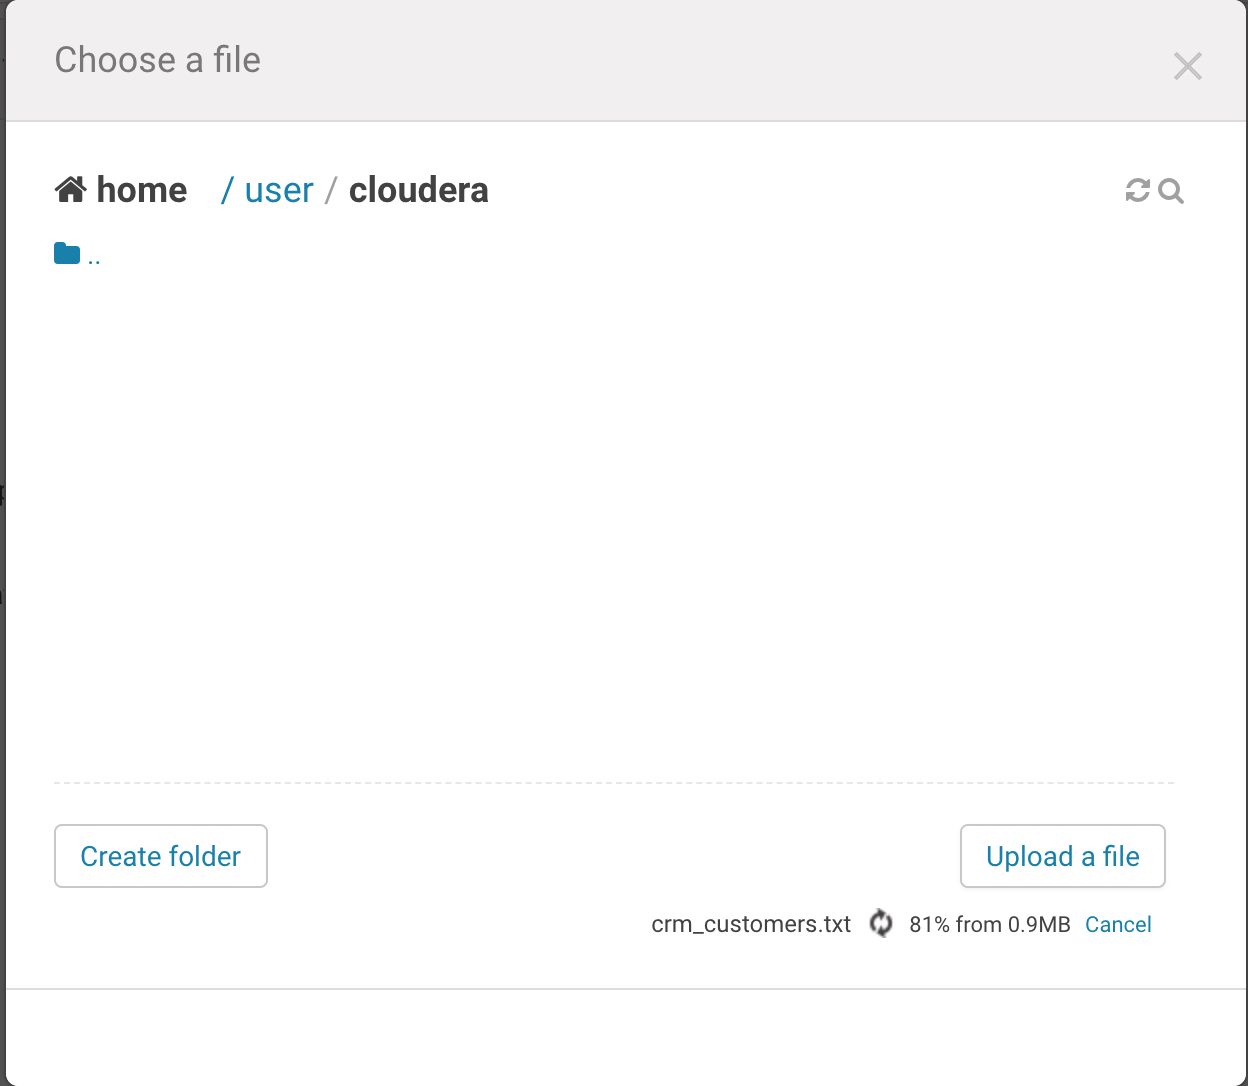 Choose a file
home / user / cloudera
..
Create folder
Upload a file
crm_customers.txt 81% from 0.9MB Cancel